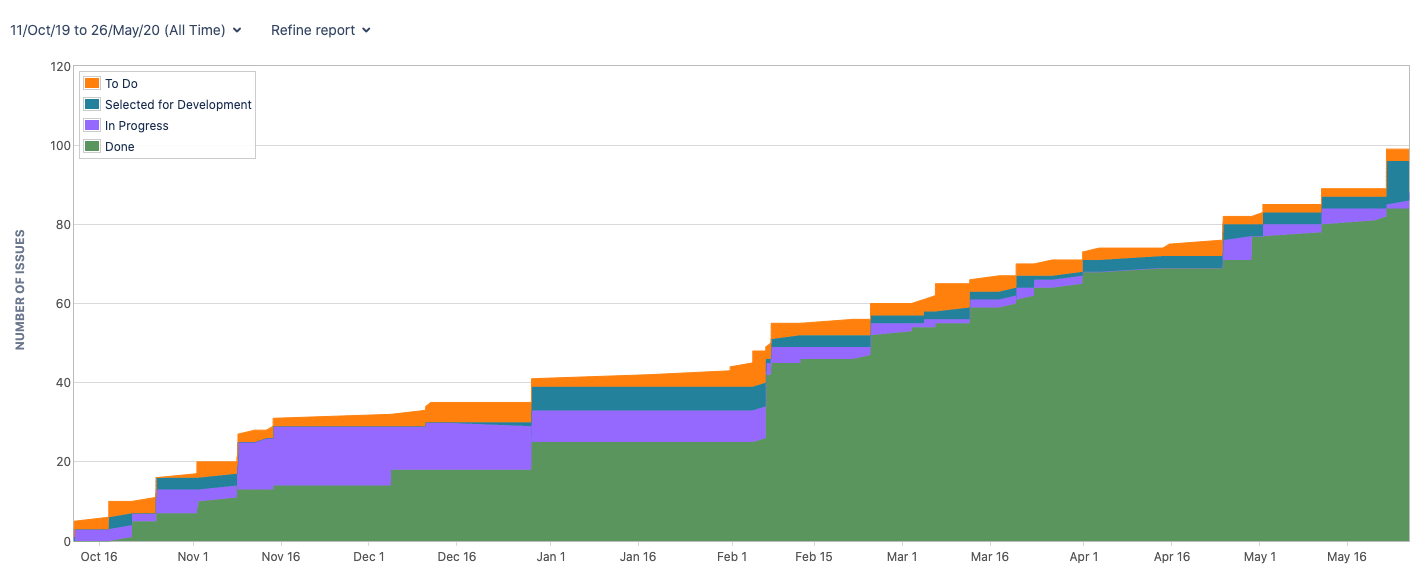 11/Oct/19 to 26/May/20 (All Time) Refine report
120
To Do
Selected for Development
In Progress
Done
100
80
60
40
20
0
NUMBER OF ISSUES
Oct 16 Nov 1 Nov 16 Dec 1 Dec 16 Jan 1 Jan 16 Feb 1 Feb 15 Mar 1 Mar 16 Apr 1 Apr 16 May 1 May 16